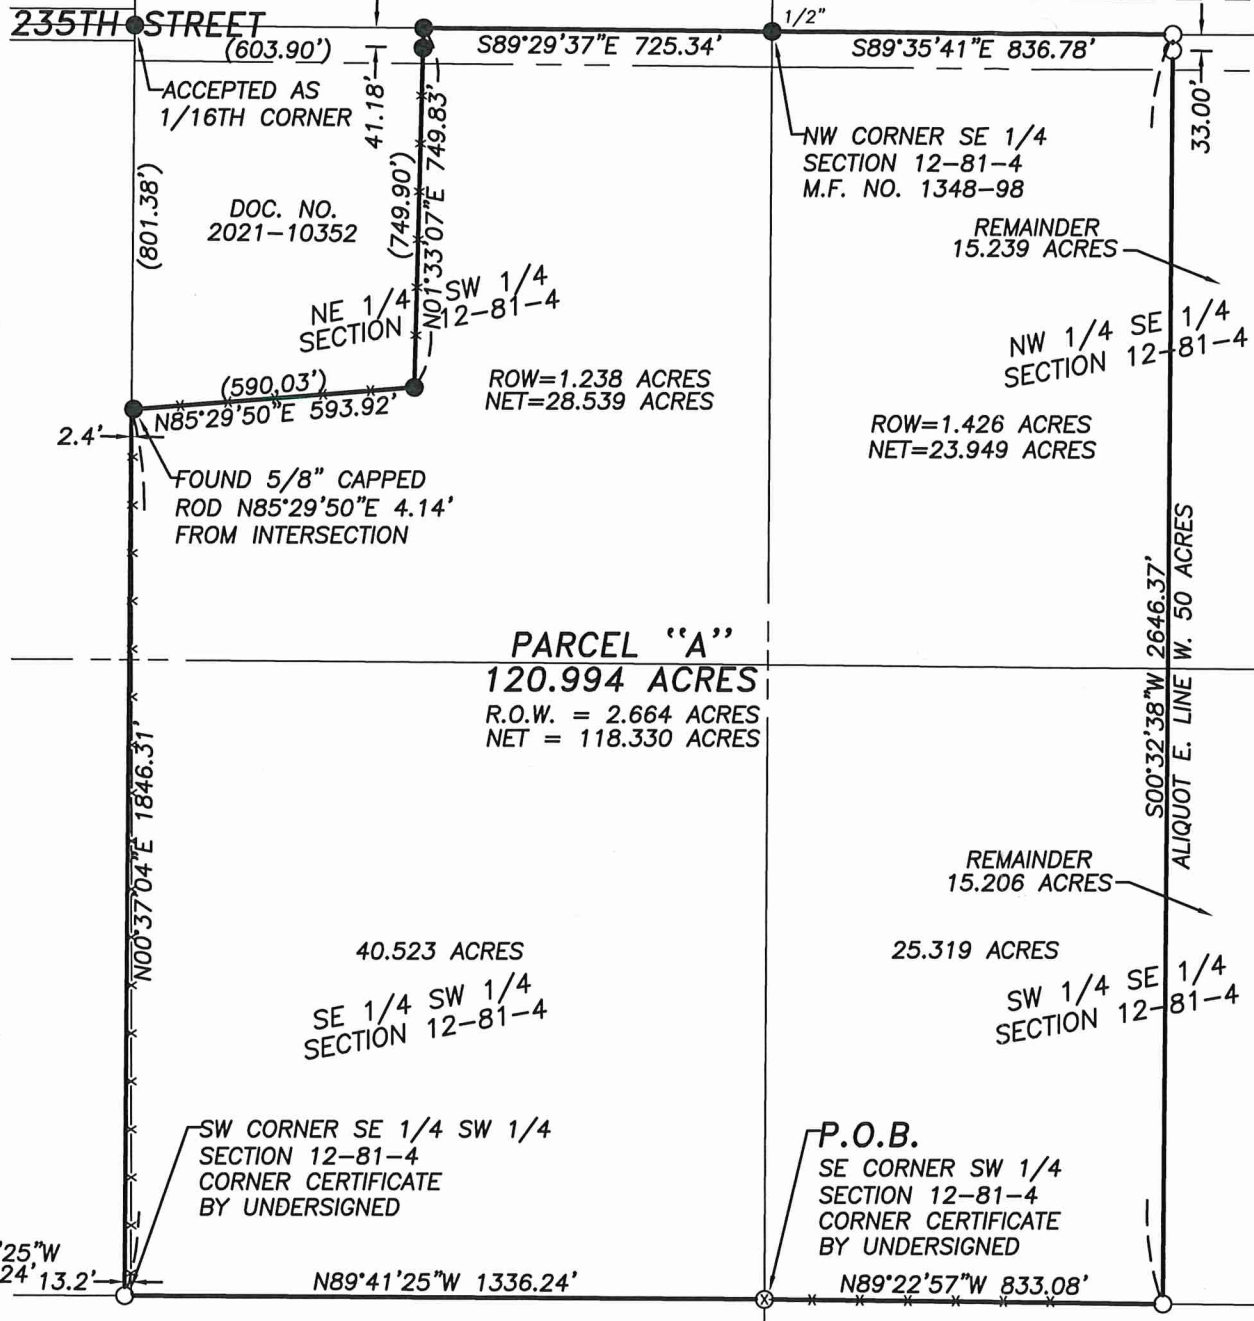 235TH STREET
(603.90')
1/2"
S89°29'37"E 725.34'
S89°35'41"E 836.78'
ACCEPTED AS
1/16TH CORNER
41.18'
33.00'
NW CORNER SE 1/4
SECTION 12-81-4
M.F. NO. 1348-98
(801.38')
DOC. NO.
2021-10352
(749.90')
N01°33'07"E 749.83'
REMAINDER
15.239 ACRES
NE 1/4 SW 1/4
SECTION 12-81-4
NW 1/4 SE 1/4
SECTION 12-81-4
(590.03')
N85°29'50"E 593.92'
ROW=1.238 ACRES
NET=28.539 ACRES
ROW=1.426 ACRES
NET=23.949 ACRES
2.4'
FOUND 5/8" CAPPED
ROD N85°29'50"E 4.14'
FROM INTERSECTION
S00°32'38"W 2646.37'
ALIQUOT E. LINE W. 50 ACRES
PARCEL "A"
120.994 ACRES
R.O.W. = 2.664 ACRES
NET = 118.330 ACRES
N00°37'04"E 1846.31'
REMAINDER
15.206 ACRES
40.523 ACRES
25.319 ACRES
SE 1/4 SW 1/4
SECTION 12-81-4
SW 1/4 SE 1/4
SECTION 12-81-4
SW CORNER SE 1/4 SW 1/4
SECTION 12-81-4
CORNER CERTIFICATE
BY UNDERSIGNED
P.O.B.
SE CORNER SW 1/4
SECTION 12-81-4
CORNER CERTIFICATE
BY UNDERSIGNED
'25"W
24'
13.2'
N89°41'25"W 1336.24'
N89°22'57"W 833.08'